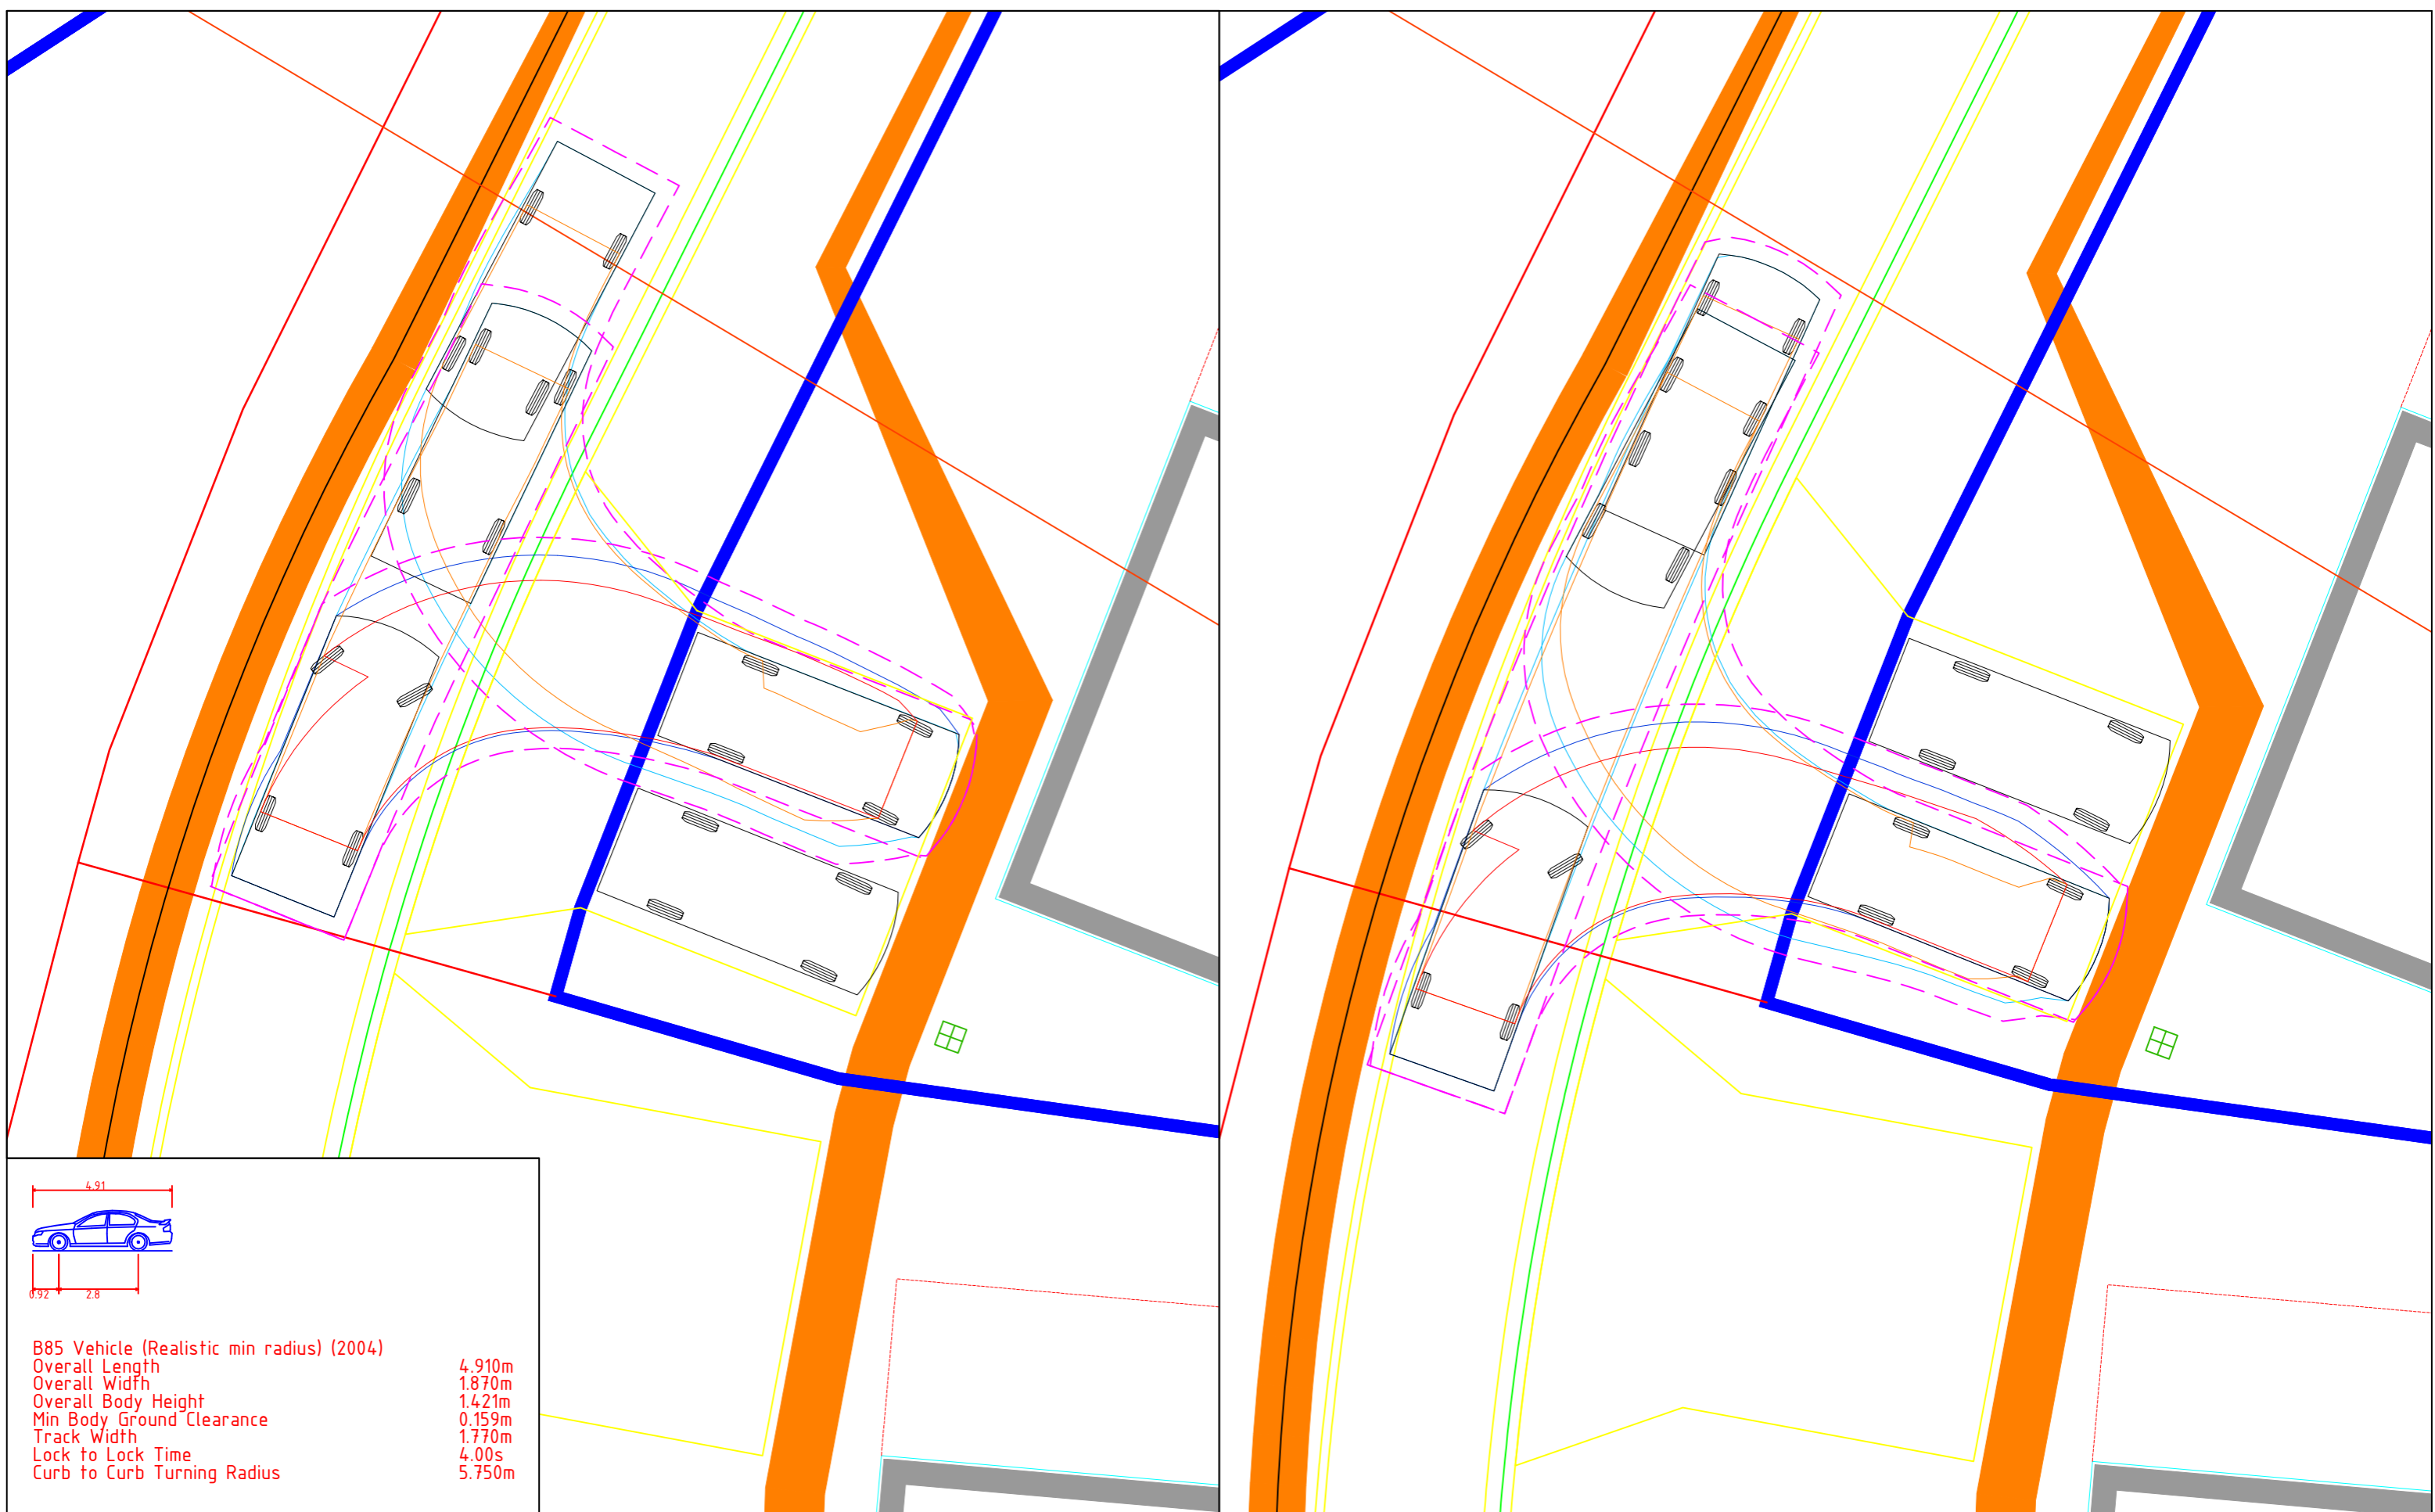 4.91
0.92 2.8
B85 Vehicle (Realistic min radius) (2004)
Overall Length 4.910m
Overall Width 1.870m
Overall Body Height 1.421m
Min Body Ground Clearance 0.159m
Track Width 1.770m
Lock to Lock Time 4.00s
Curb to Curb Turning Radius 5.750m